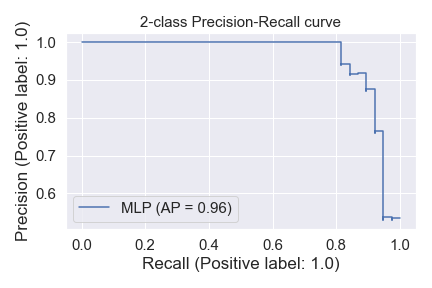 2-class Precision-Recall curve
Precision (Positive label: 1.0)
1.0
0.9
0.8
0.7
0.6
MLP (AP = 0.96)
0.0 0.2 0.4 0.6 0.8 1.0
Recall (Positive label: 1.0)